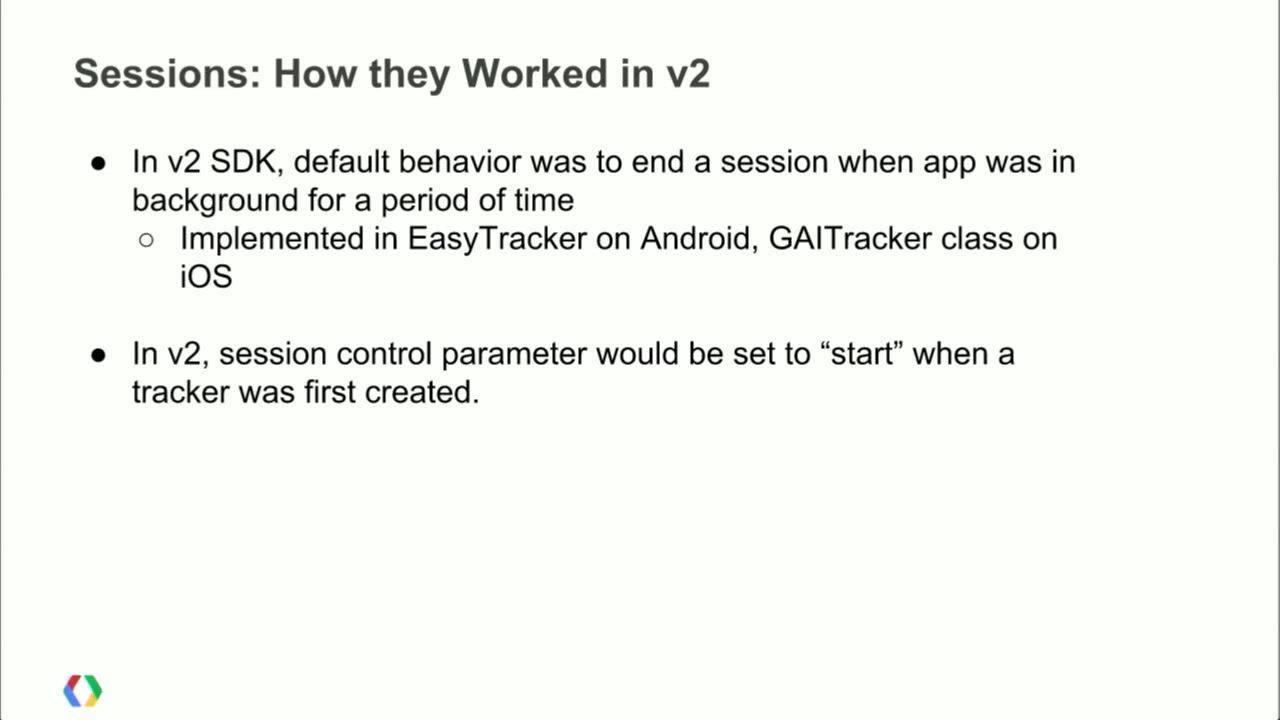 Sessions: How they Worked in v2
● In v2 SDK, default behavior was to end a session when app was in
background for a period of time
○ Implemented in EasyTracker on Android, GAITracker class on
iOS
● In v2, session control parameter would be set to “start” when a
tracker was first created.